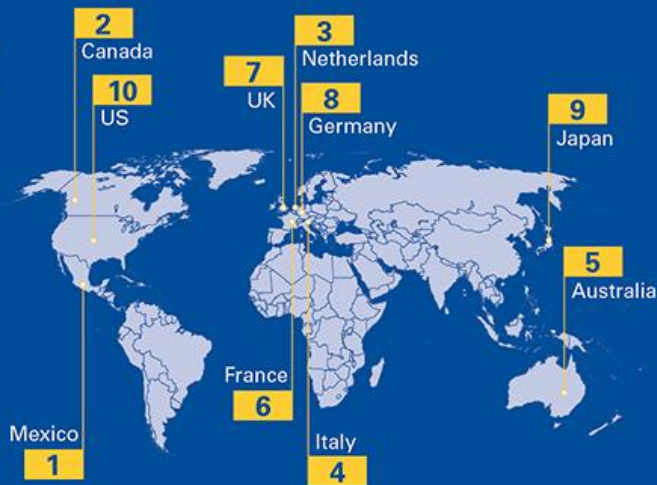 2
Canada
10
US
3
Netherlands
7
UK
8
Germany
9
Japan
5
Australia
France
6
Mexico
1
Italy
4